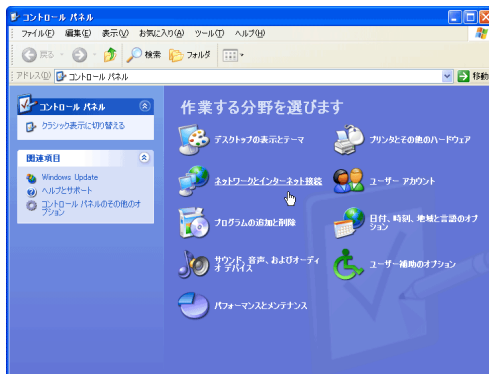 コントロール パネル
ファイル(F) 編集(E) 表示(V) お気に入り(A) ツール(T) ヘルプ(H)
戻る 検索 フォルダ
アドレス(D) コントロール パネル 移動
コントロール パネル
クラシック表示に切り替える
関連項目
Windows Update
ヘルプとサポート
コントロール パネルのその他のオ
プション
作業する分野を選びます
デスクトップの表示とテーマ
プリンタとその他のハードウェア
ネットワークとインターネット接続
ユーザー アカウント
プログラムの追加と削除
日付、時刻、地域と言語のオプ
ション
サウンド、音声、およびオーディ
オ デバイス
ユーザー補助のオプション
パフォーマンスとメンテナンス